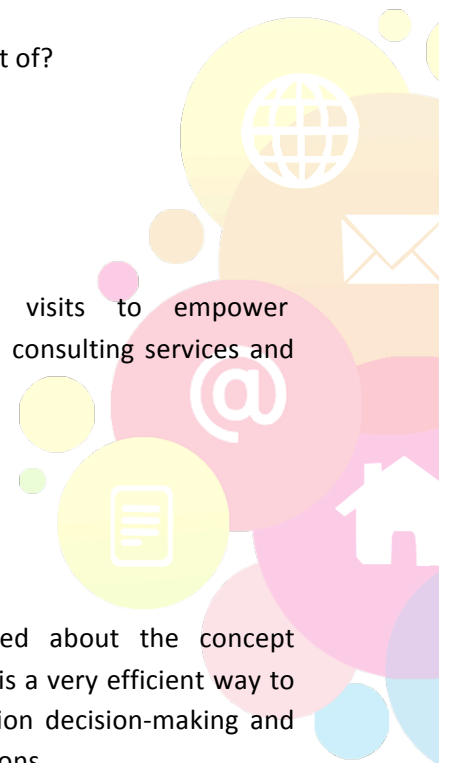 t of?
visits to empower
consulting services and
@
ed about the concept
is a very efficient way to
ion decision-making and
ons